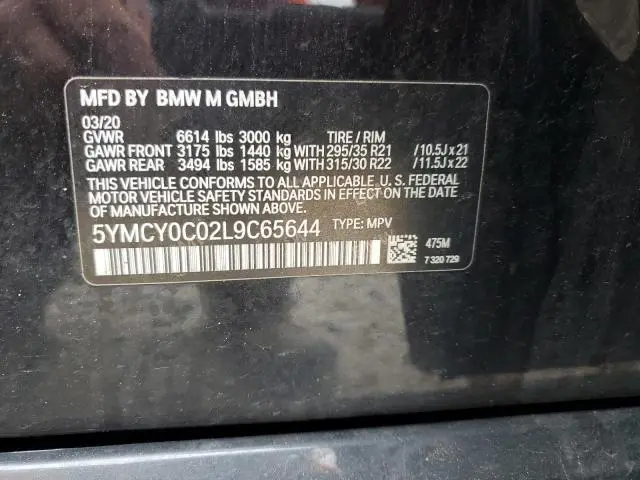 MFD BY BMW M GMBH
03/20
GVWR 6614 lbs 3000 kg TIRE / RIM
GAWR FRONT 3175 lbs 1440 kg WITH 295/35 R21 /10.5J x 21
GAWR REAR 3494 lbs 1585 kg WITH 315/30 R22 /11.5J x 22
THIS VEHICLE CONFORMS TO ALL APPLICABLE, U. S. FEDERAL
MOTOR VEHICLE SAFETY STANDARDS IN EFFECT ON THE DATE
OF MANUFACTURE SHOWN ABOVE.
5YMCY0C02L9C65644 TYPE: MPV
475M
7 320 729